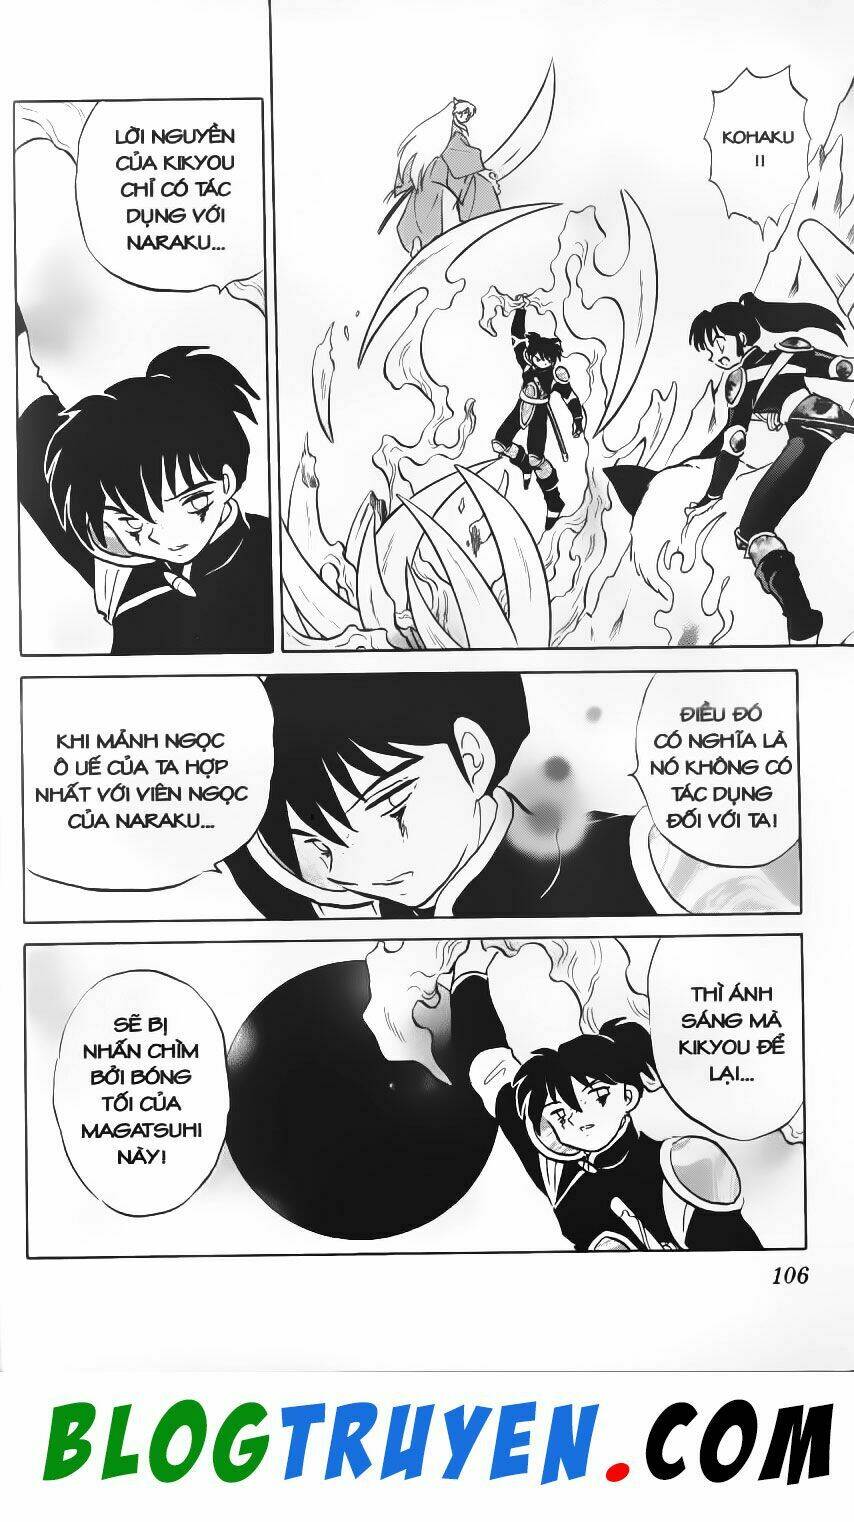 KOHAKU
!!
LỜI NGUYỀN
CỦA KIKYOU
CHỈ CÓ TÁC
DỤNG VỚI
NARAKU...
ĐIỀU ĐÓ
CÓ NGHĨA LÀ
NÓ KHÔNG CÓ
TÁC DỤNG
ĐỐI VỚI TA!
KHI MẢNH NGỌC
Ô UẾ CỦA TA HỢP
NHẤT VỚI VIÊN NGỌC
CỦA NARAKU...
THÌ ÁNH
SÁNG MÀ
KIKYOU ĐỂ
LẠI...
SẼ BỊ
NHẤN CHÌM
BỞI BÓNG
TỐI CỦA
MAGATSUHI
NÀY!
106
BLOGTRUYEN.COM